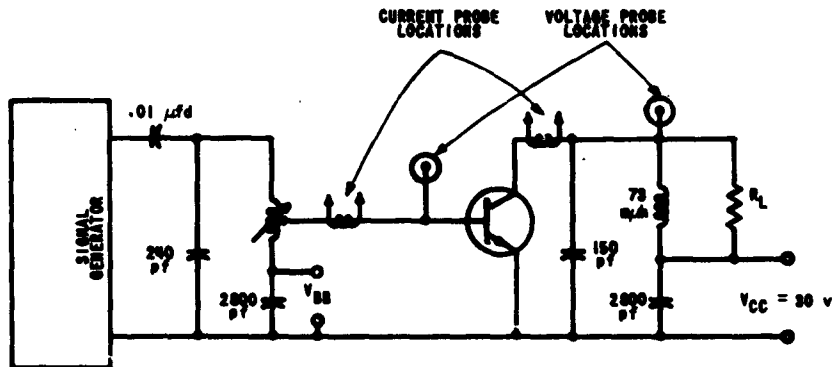 CURRENT PROBE
LOCATIONS
VOLTAGE PROBE
LOCATIONS
.01 μfd
SIGNAL
GENERATOR
240
pf
2800
pf
V_BB
150
pf
73
mμh
R_L
2800
pf
V_CC = 30 v